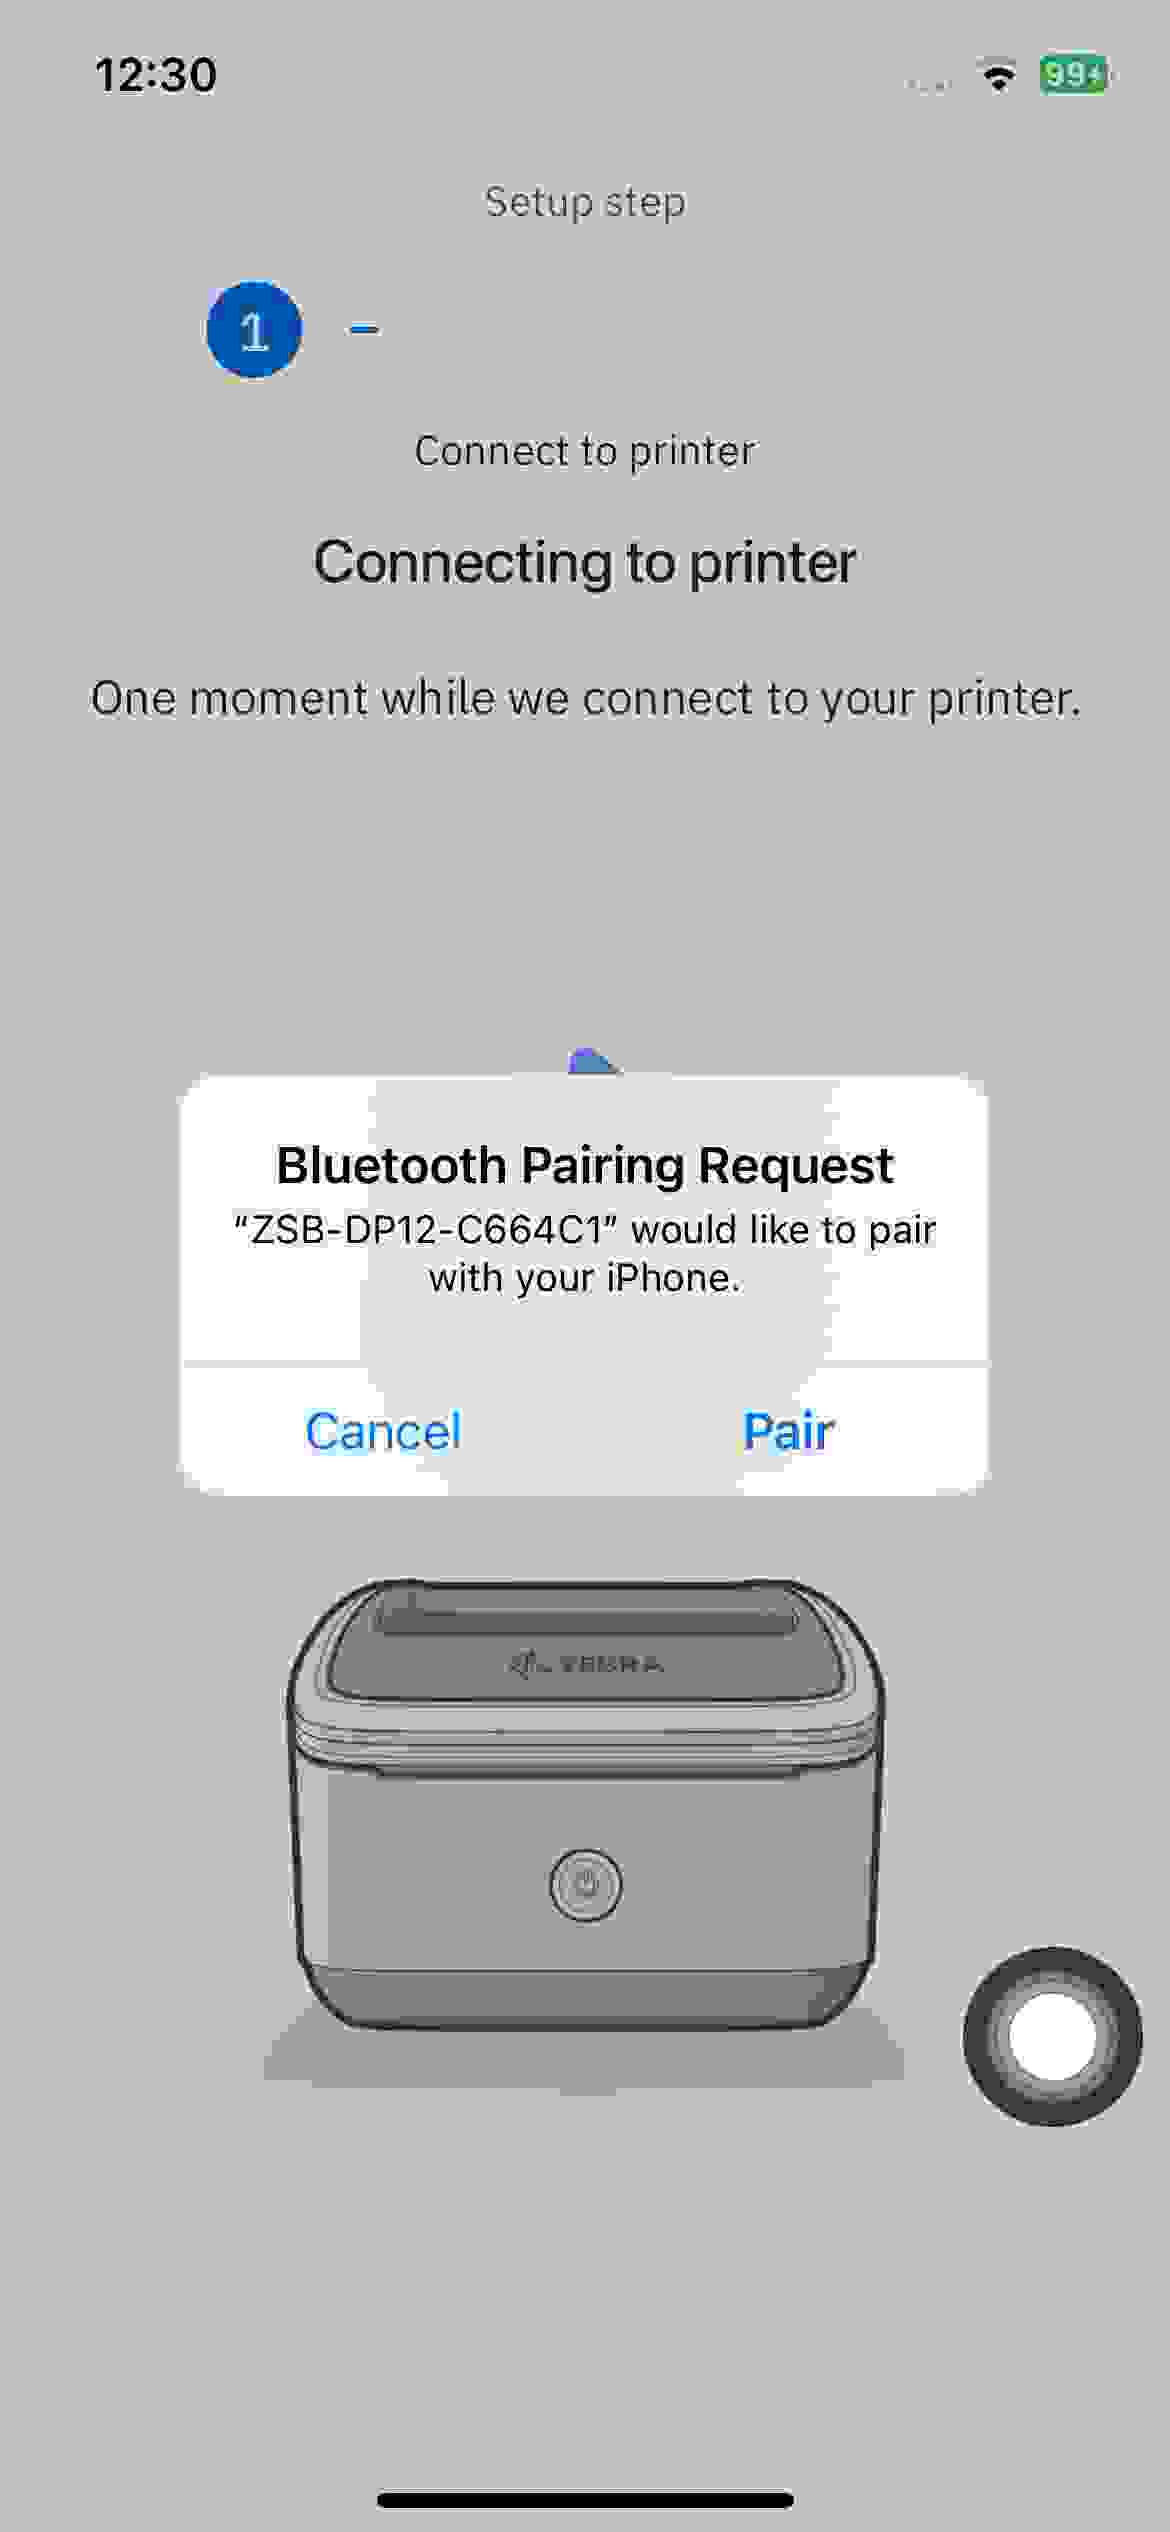 12:30
99
Setup step
1
Connect to printer
Connecting to printer
One moment while we connect to your printer.
Bluetooth Pairing Request
“ZSB-DP12-C664C1” would like to pair
with your iPhone.
Cancel
Pair
ZEBRA